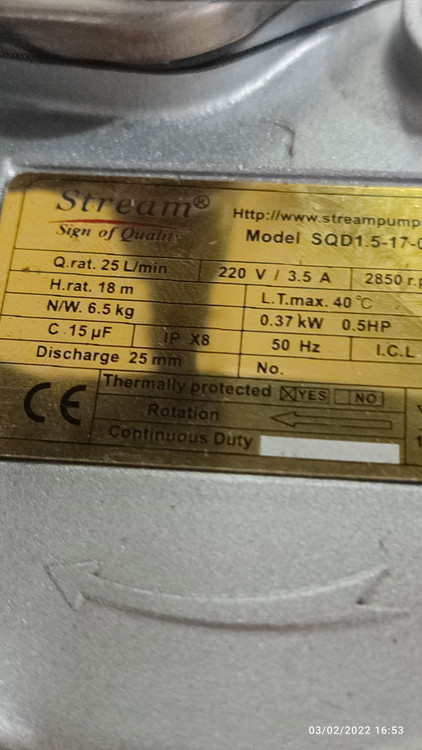 Stream®
Sign of Quality
Http://www.streampump
Model SQD1.5-17-0
Q.rat. 25 L/min 220 V / 3.5 A 2850 r.p
H.rat. 18 m L.T.max. 40 °C
N/W. 6.5 kg 0.37 kW 0.5HP
C 15 µF IP X8 50 Hz I.C.L
Discharge 25 mm No.
CE Thermally protected ☒YES ☐NO
Rotation
Continuous Duty
03/02/2022 16:53